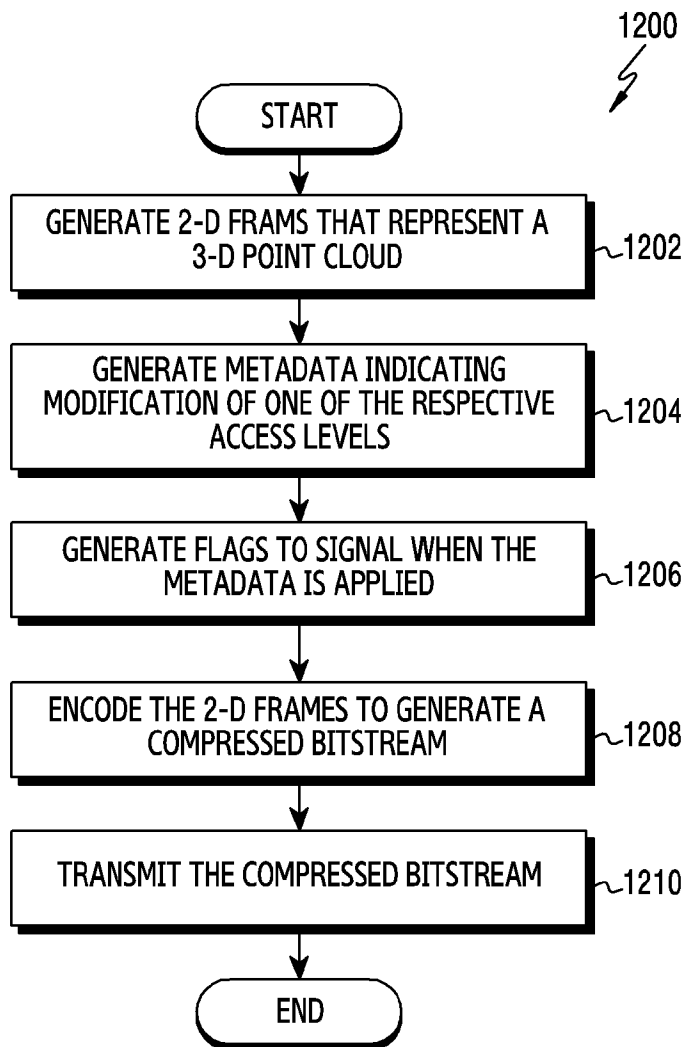 1200
START
GENERATE 2-D FRAMS THAT REPRESENT A
3-D POINT CLOUD
1202
GENERATE METADATA INDICATING
MODIFICATION OF ONE OF THE RESPECTIVE
ACCESS LEVELS
1204
GENERATE FLAGS TO SIGNAL WHEN THE
METADATA IS APPLIED
1206
ENCODE THE 2-D FRAMES TO GENERATE A
COMPRESSED BITSTREAM
1208
TRANSMIT THE COMPRESSED BITSTREAM
1210
END